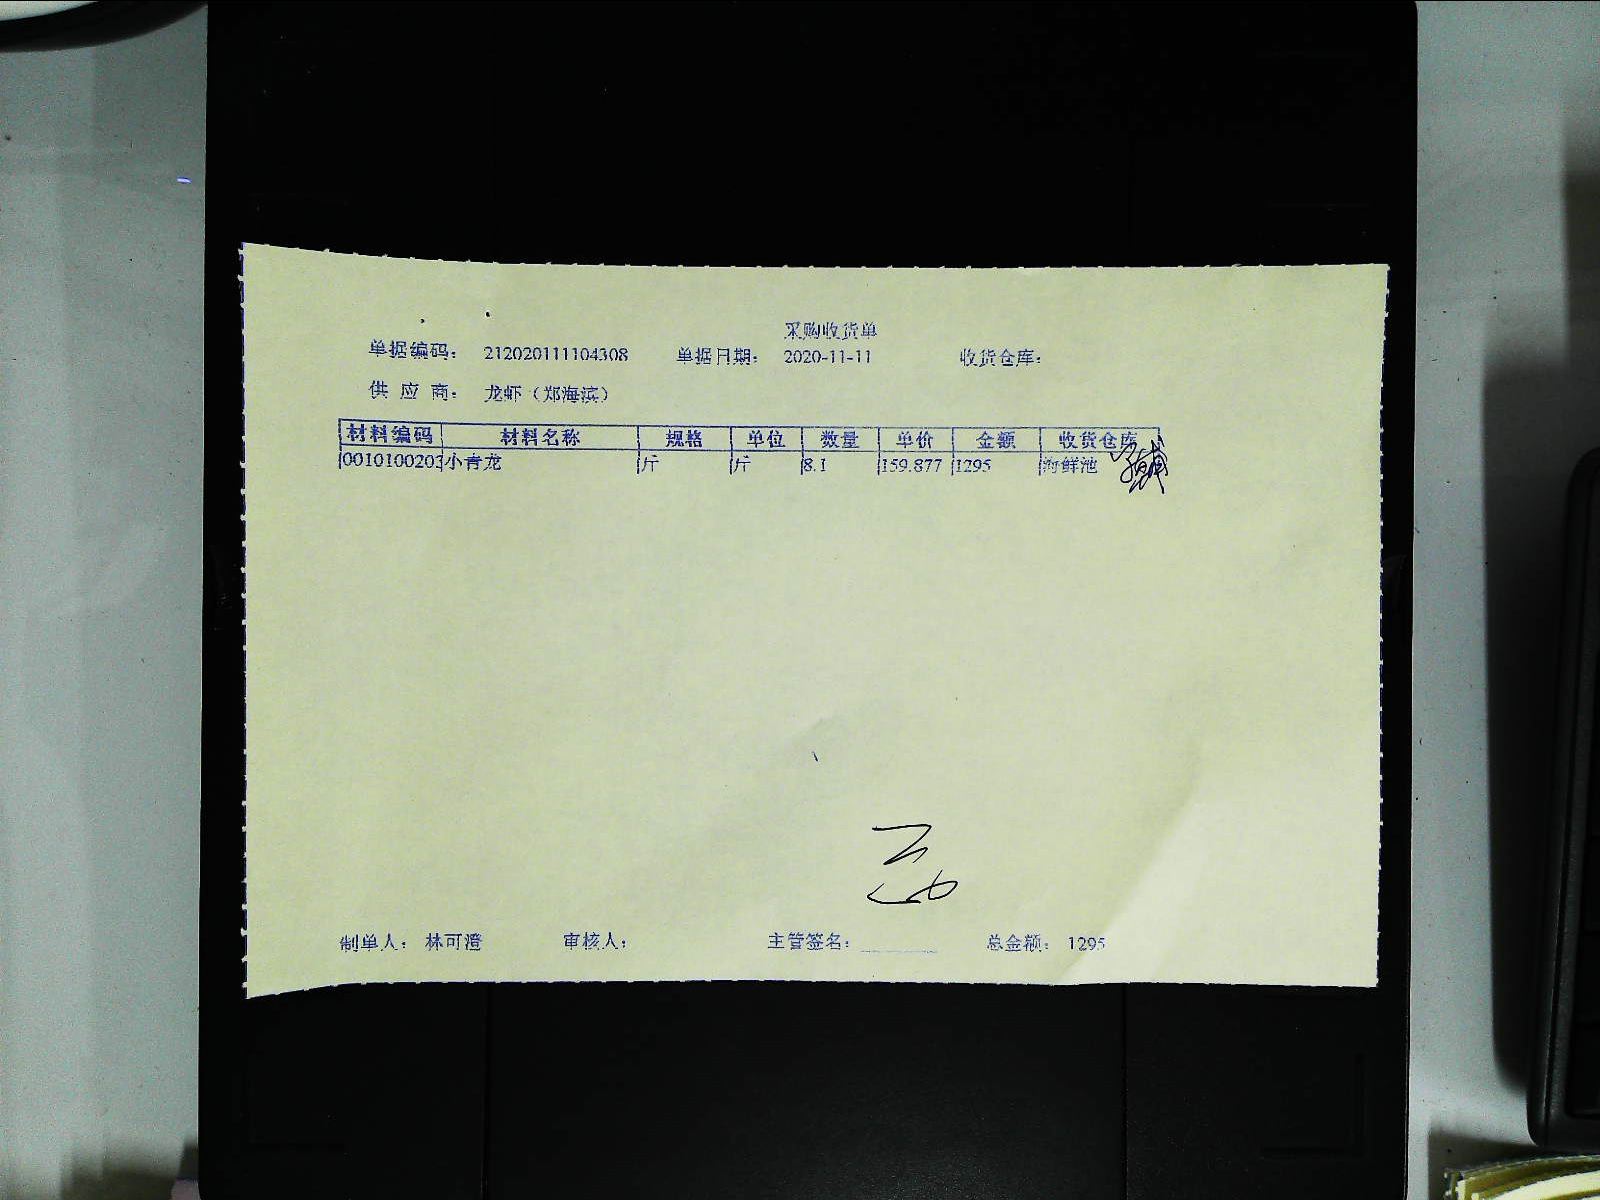 采购收货单
单据编码： 212020111104308 单据日期： 2020-11-11 收货仓库：
供 应 商： 龙虾（郑海滨）
材料编码 材料名称 规格 单位 数量 单价 金额 收货仓库
0010100203 小青龙 斤 斤 8.1 159.877 1295 海鲜池
制单人： 林可澄 审核人： 主管签名： 总金额： 1295